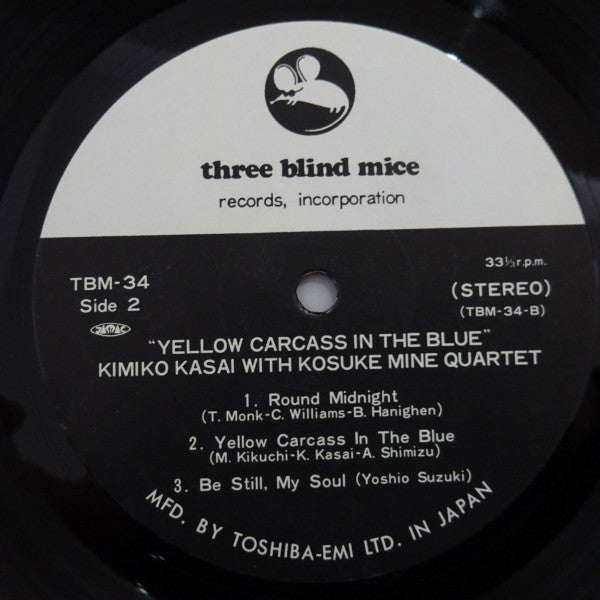 three blind mice
records, incorporation
33⅓ r.p.m.
TBM-34
(STEREO)
Side 2
(TBM-34-B)
JASRAC
"YELLOW CARCASS IN THE BLUE"
KIMIKO KASAI WITH KOSUKE MINE QUARTET
1. Round Midnight
(T. Monk-C. Williams-B. Hanighen)
2. Yellow Carcass In The Blue
(M. Kikuchi-K. Kasai-A. Shimizu)
3. Be Still, My Soul (Yoshio Suzuki)
MFD. BY TOSHIBA-EMI LTD. IN JAPAN